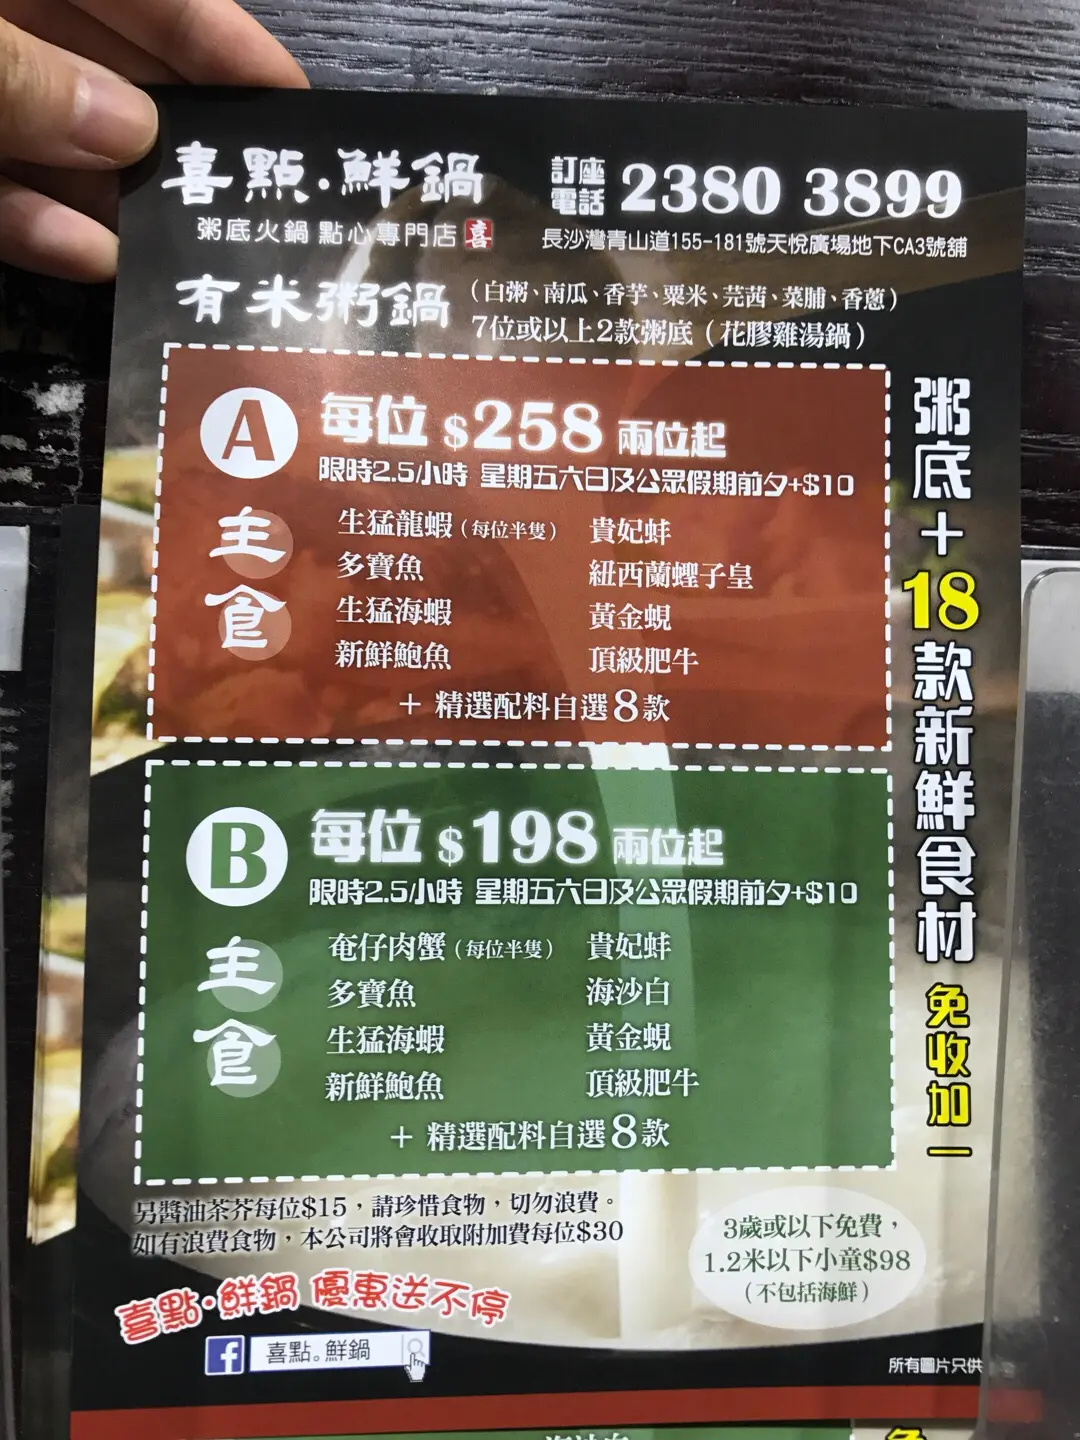 喜點·鮮鍋
粥底火鍋 點心專門店 喜
訂座電話 2380 3899
長沙灣青山道155-181號天悅廣場地下CA3號舖
有米粥鍋
(白粥、南瓜、香芋、粟米、芫茜、菜脯、香蔥)
7位或以上2款粥底(花膠雞湯鍋)
A 每位 $258 兩位起
限時2.5小時 星期五六日及公眾假期前夕+$10
主食
生猛龍蝦(每位半隻) 貴妃蚌
多寶魚 紐西蘭蟶子皇
生猛海蝦 黃金蜆
新鮮鮑魚 頂級肥牛
+ 精選配料自選8款
B 每位 $198 兩位起
限時2.5小時 星期五六日及公眾假期前夕+$10
主食
奄仔肉蟹(每位半隻) 貴妃蚌
多寶魚 海沙白
生猛海蝦 黃金蜆
新鮮鮑魚 頂級肥牛
+ 精選配料自選8款
粥底+18款新鮮食材 免收加一
另醬油茶芥每位$15,請珍惜食物,切勿浪費。
如有浪費食物,本公司將會收取附加費每位$30
3歲或以下免費,
1.2米以下小童$98
(不包括海鮮)
喜點·鮮鍋 優惠送不停
f 喜點。鮮鍋
所有圖片只供